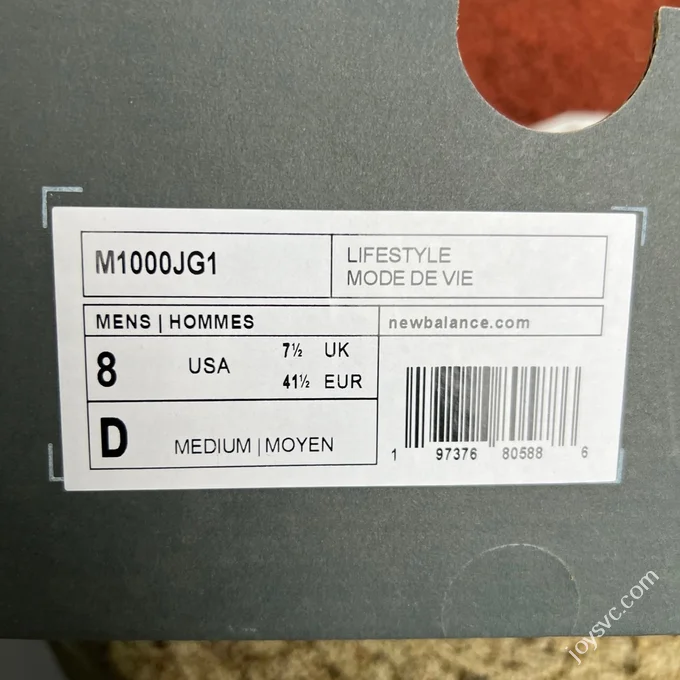 M1000JG1
LIFESTYLE
MODE DE VIE
MENS | HOMMES
newbalance.com
8 USA 7½ UK
41½ EUR
D MEDIUM | MOYEN
1 97376 80588 6
joysvc.com